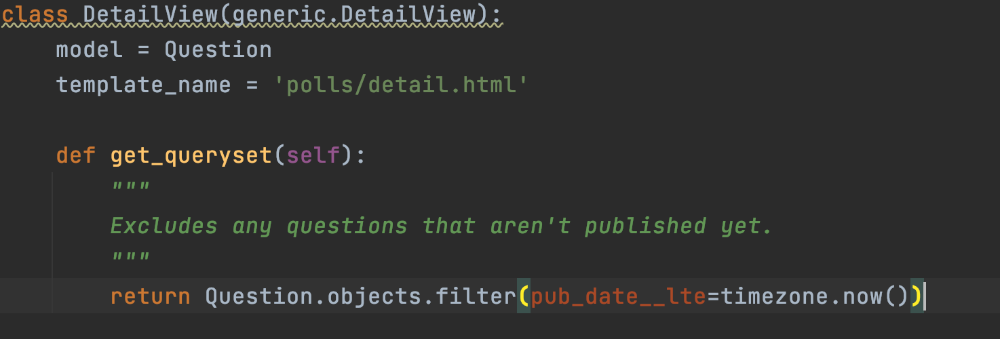 class DetailView(generic.DetailView):
    model = Question
    template_name = 'polls/detail.html'

    def get_queryset(self):
        """
        Excludes any questions that aren't published yet.
        """
        return Question.objects.filter(pub_date__lte=timezone.now())